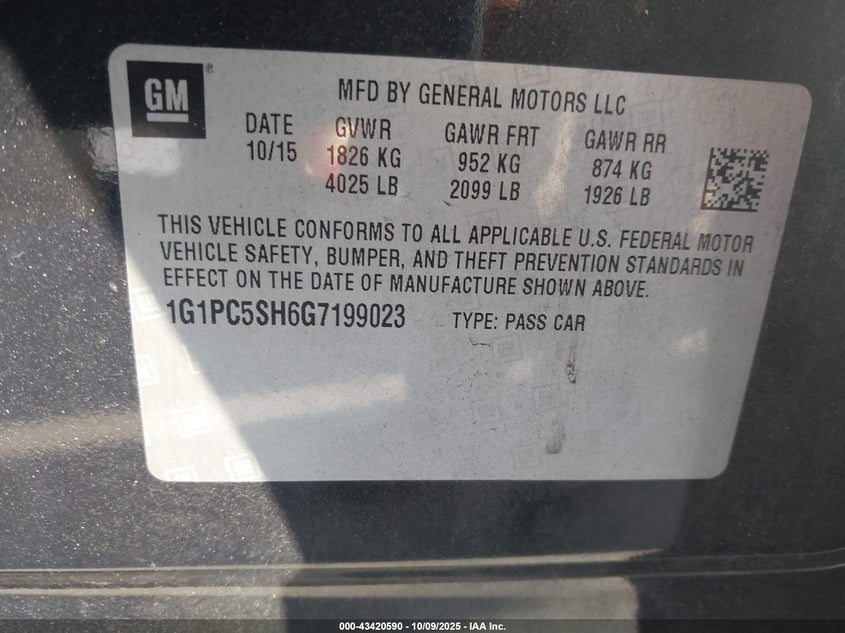 GM®
MFD BY GENERAL MOTORS LLC
DATE GVWR GAWR FRT GAWR RR
10/15 1826 KG 952 KG 874 KG
4025 LB 2099 LB 1926 LB
THIS VEHICLE CONFORMS TO ALL APPLICABLE U.S. FEDERAL MOTOR
VEHICLE SAFETY, BUMPER, AND THEFT PREVENTION STANDARDS IN
EFFECT ON THE DATE OF MANUFACTURE SHOWN ABOVE.
1G1PC5SH6G7199023 TYPE: PASS CAR
000-43420590 - 10/09/2025 - IAA Inc.